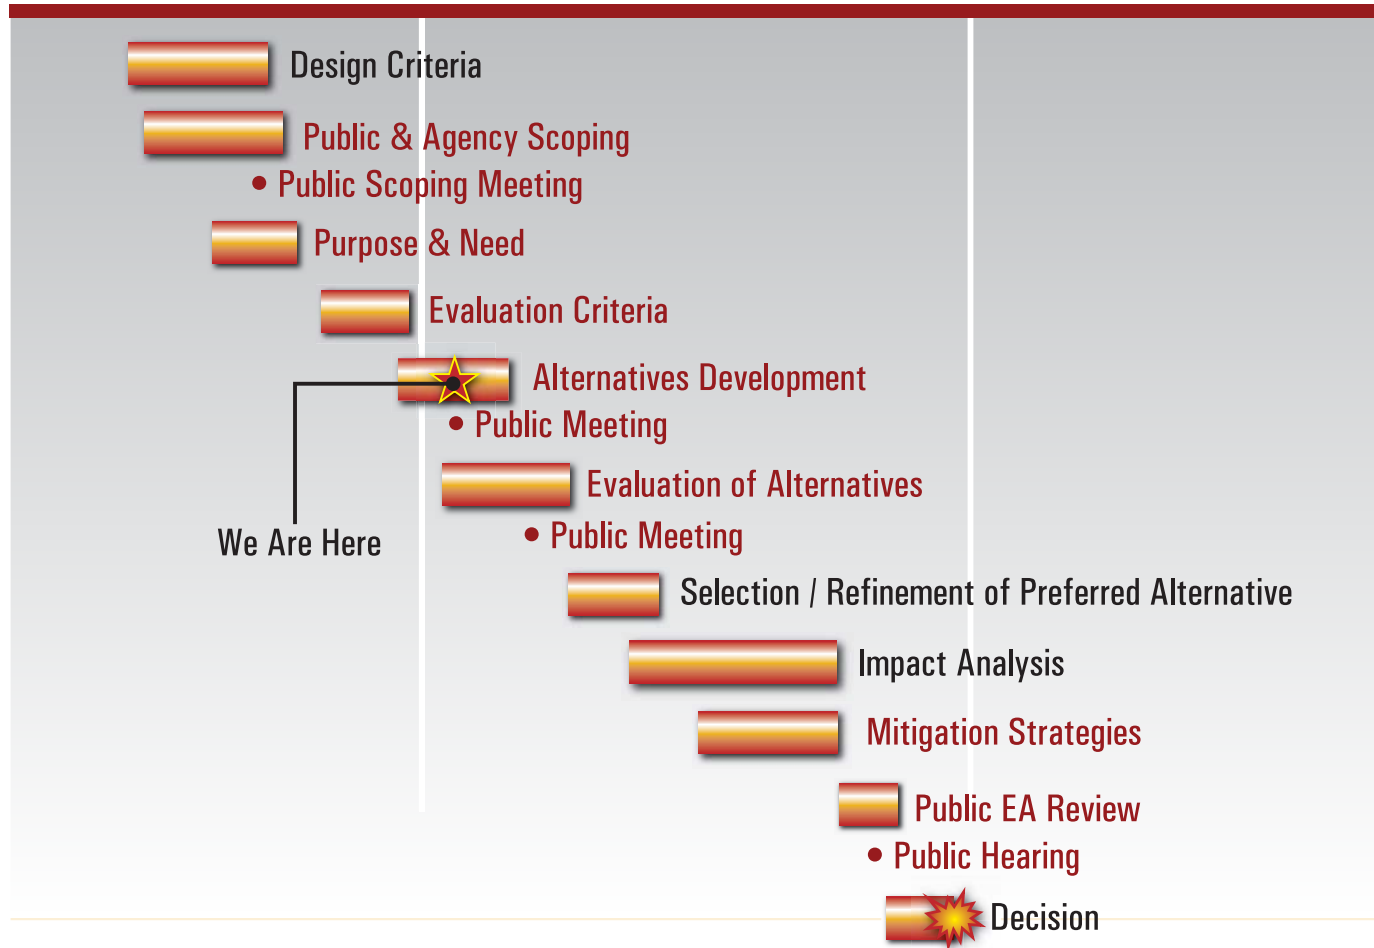 Design Criteria
Public & Agency Scoping
• Public Scoping Meeting
Purpose & Need
Evaluation Criteria
Alternatives Development
• Public Meeting
Evaluation of Alternatives
We Are Here
• Public Meeting
Selection / Refinement of Preferred Alternative
Impact Analysis
Mitigation Strategies
Public EA Review
• Public Hearing
Decision